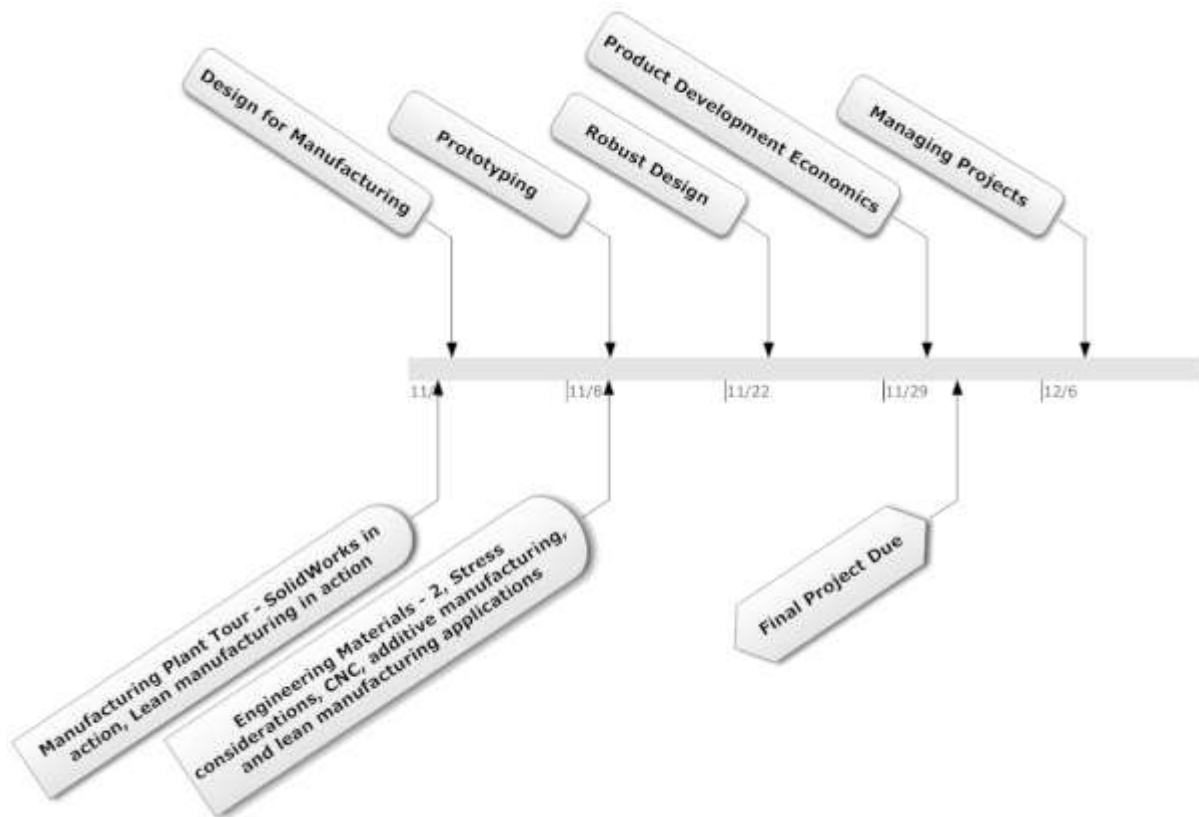 Design for Manufacturing
Prototyping
Robust Design
Product Development Economics
Managing Projects
11/
11/8
11/22
11/29
12/6
Manufacturing Plant Tour - SolidWorks in
action, Lean manufacturing in action
Engineering Materials - 2, Stress
considerations, CNC, additive manufacturing,
and lean manufacturing applications
Final Project Due